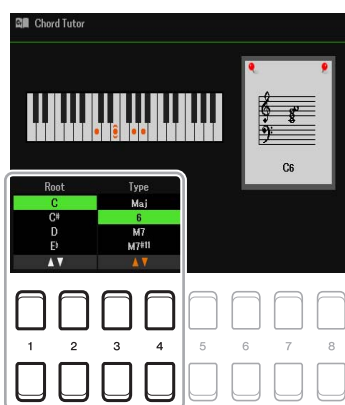 Chord Tutor
C6
Root Type
C Maj
C# 6
D M7
E♭ M7#11
▲▼ ▲▼
1 2 3 4 5 6 7 8